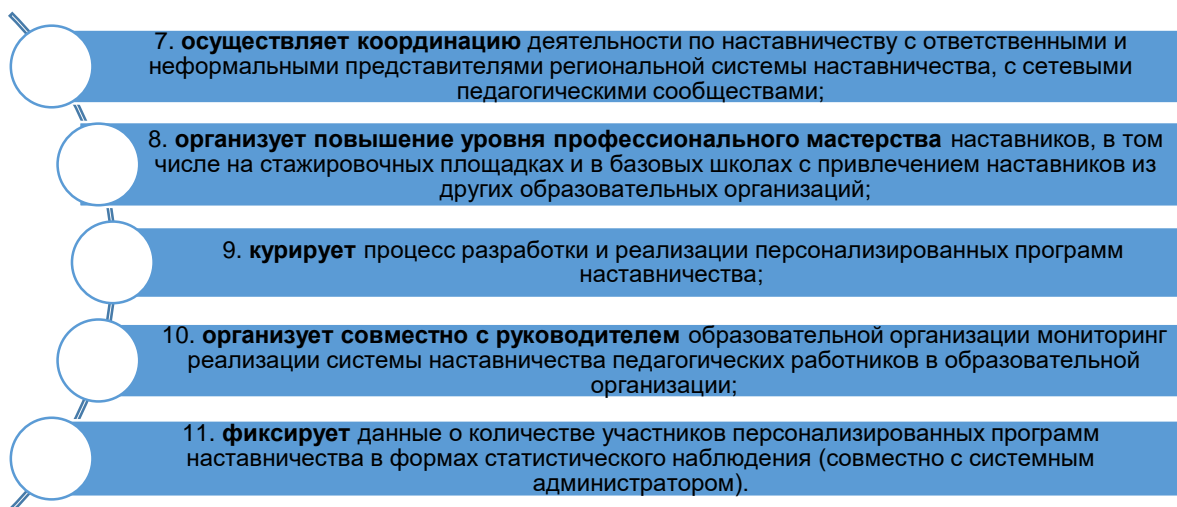 7. осуществляет координацию деятельности по наставничеству с ответственными и
неформальными представителями региональной системы наставничества, с сетевыми
педагогическими сообществами;
8. организует повышение уровня профессионального мастерства наставников, в том
числе на стажировочных площадках и в базовых школах с привлечением наставников из
других образовательных организаций;
9. курирует процесс разработки и реализации персонализированных программ
наставничества;
10. организует совместно с руководителем образовательной организации мониторинг
реализации системы наставничества педагогических работников в образовательной
организации;
11. фиксирует данные о количестве участников персонализированных программ
наставничества в формах статистического наблюдения (совместно с системным
администратором).